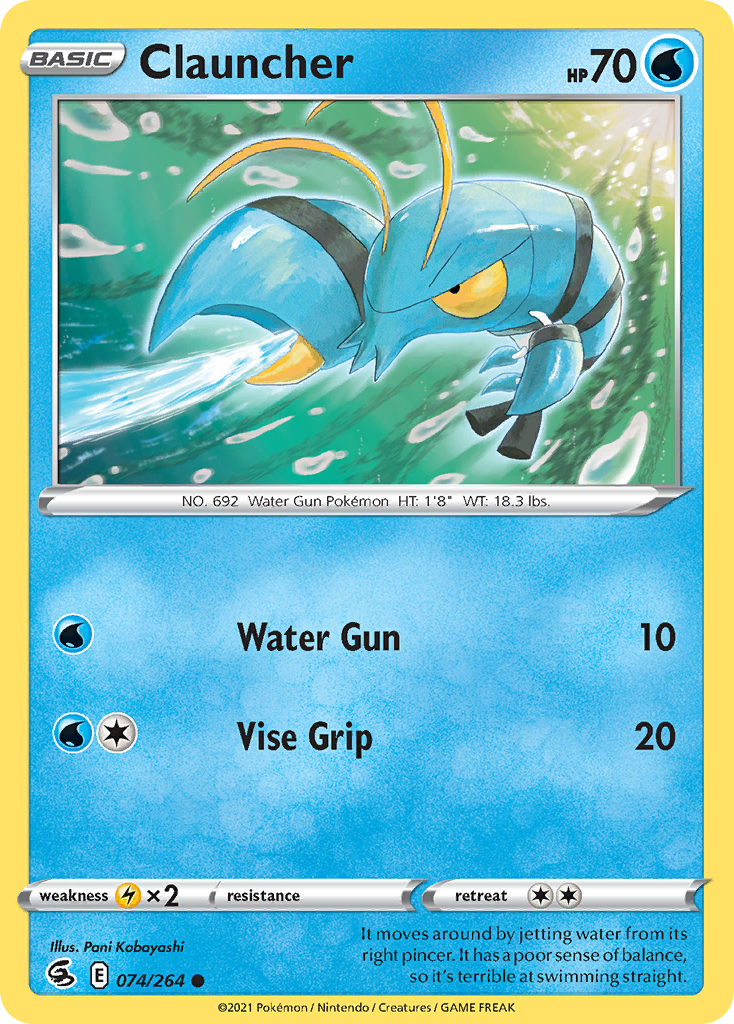 BASIC Clauncher HP 70
NO. 692 Water Gun Pokémon HT: 1'8" WT: 18.3 lbs.
Water Gun 10
Vise Grip 20
weakness ×2 resistance retreat
Illus. Pani Kobayashi
It moves around by jetting water from its
right pincer. It has a poor sense of balance,
so it's terrible at swimming straight.
E 074/264
©2021 Pokémon / Nintendo / Creatures / GAME FREAK